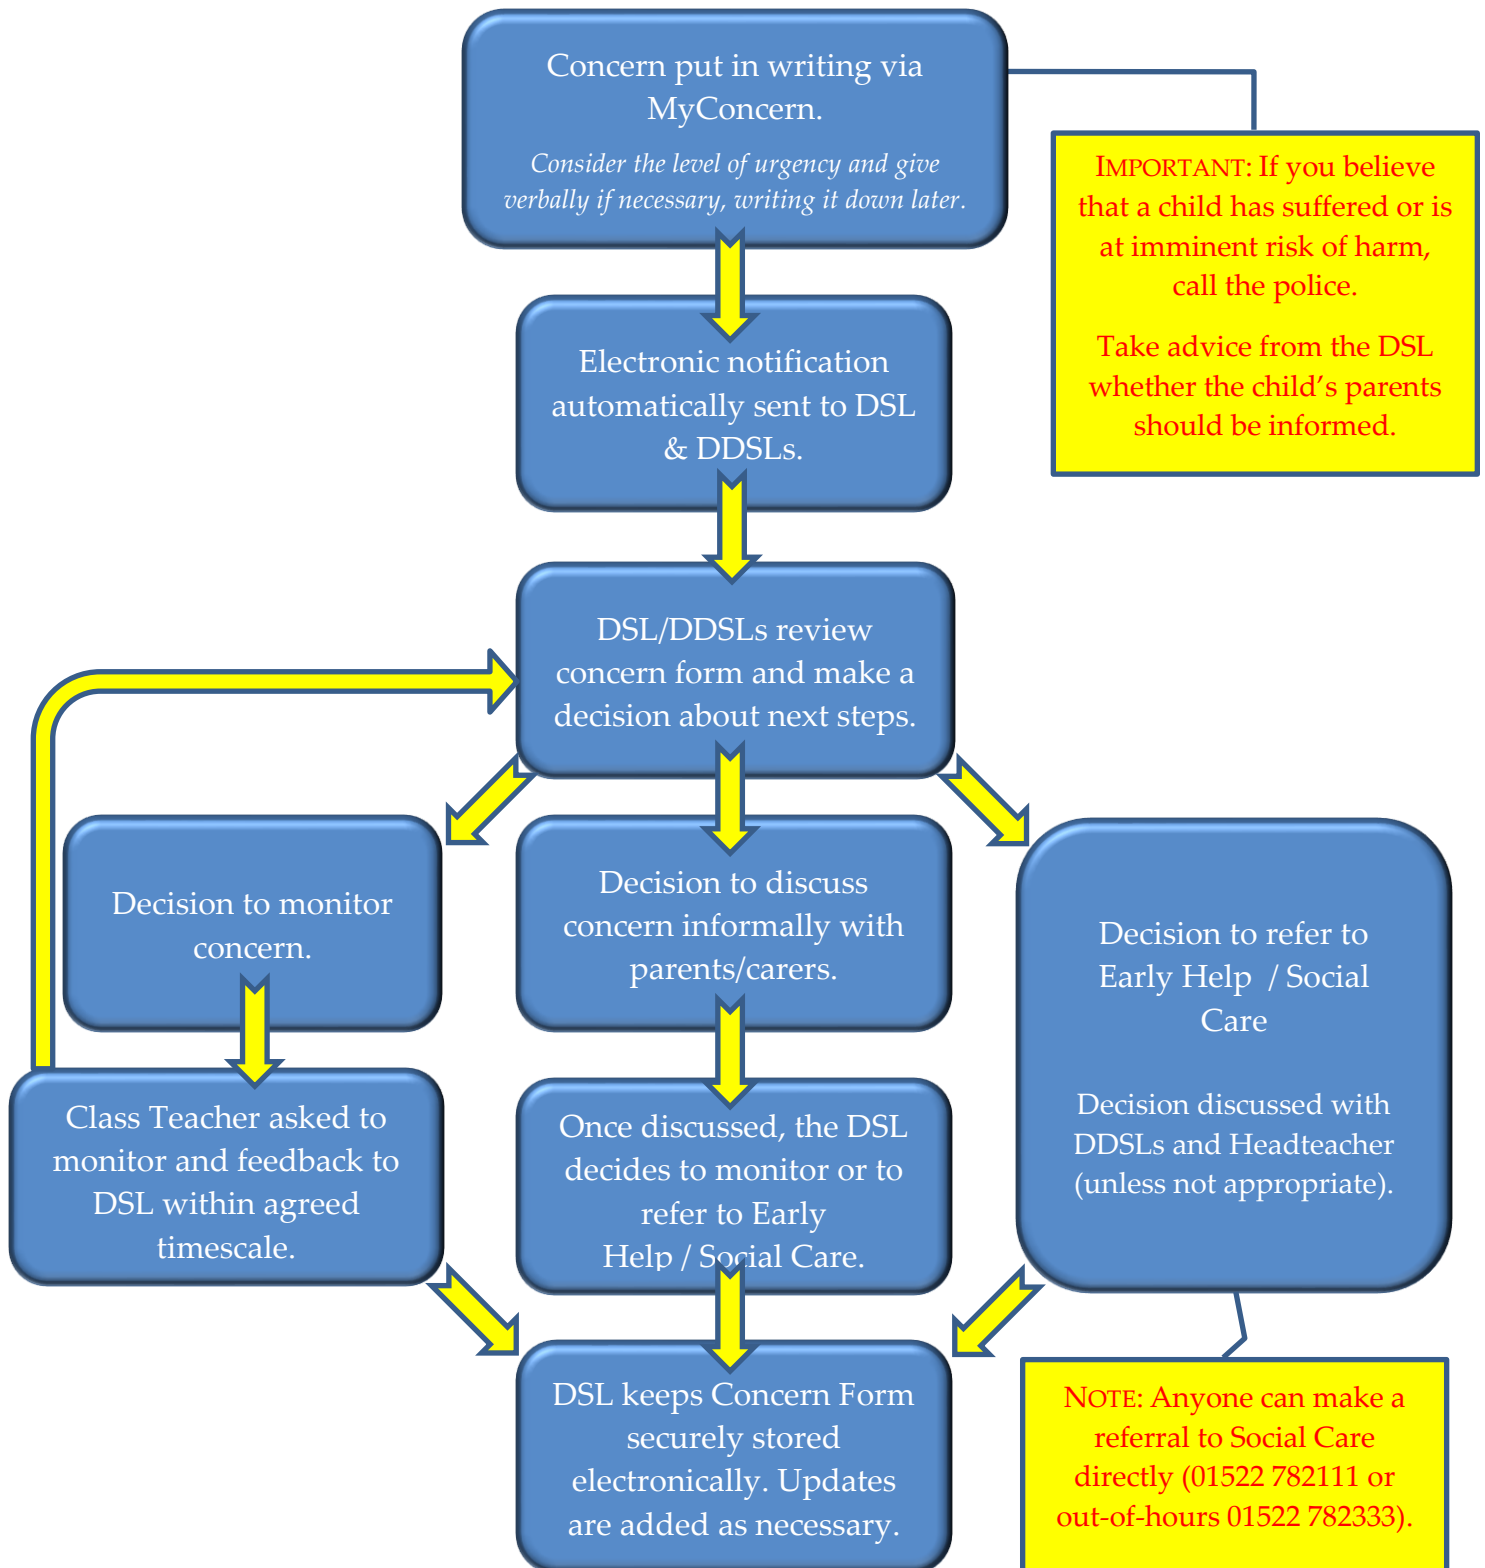 Concern put in writing via
MyConcern.
Consider the level of urgency and give
verbally if necessary, writing it down later.
IMPORTANT: If you believe
that a child has suffered or is
at imminent risk of harm,
call the police.
Take advice from the DSL
whether the child's parents
should be informed.
Electronic notification
automatically sent to DSL
& DDSLs.
DSL/DDSLs review
concern form and make a
decision about next steps.
Decision to monitor
concern.
Decision to discuss
concern informally with
parents/carers.
Decision to refer to
Early Help / Social
Care
Decision discussed with
DDSLs and Headteacher
(unless not appropriate).
Class Teacher asked to
monitor and feedback to
DSL within agreed
timescale.
Once discussed, the DSL
decides to monitor or to
refer to Early
Help / Social Care.
DSL keeps Concern Form
securely stored
electronically. Updates
are added as necessary.
NOTE: Anyone can make a
referral to Social Care
directly (01522 782111 or
out-of-hours 01522 782333).